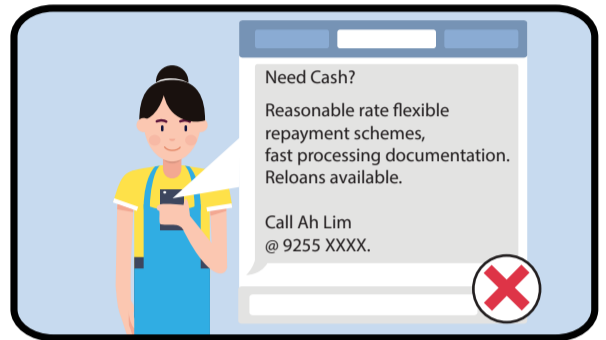 Need Cash?
Reasonable rate flexible
repayment schemes,
fast processing documentation.
Reloans available.
Call Ah Lim
@ 9255 XXXX.